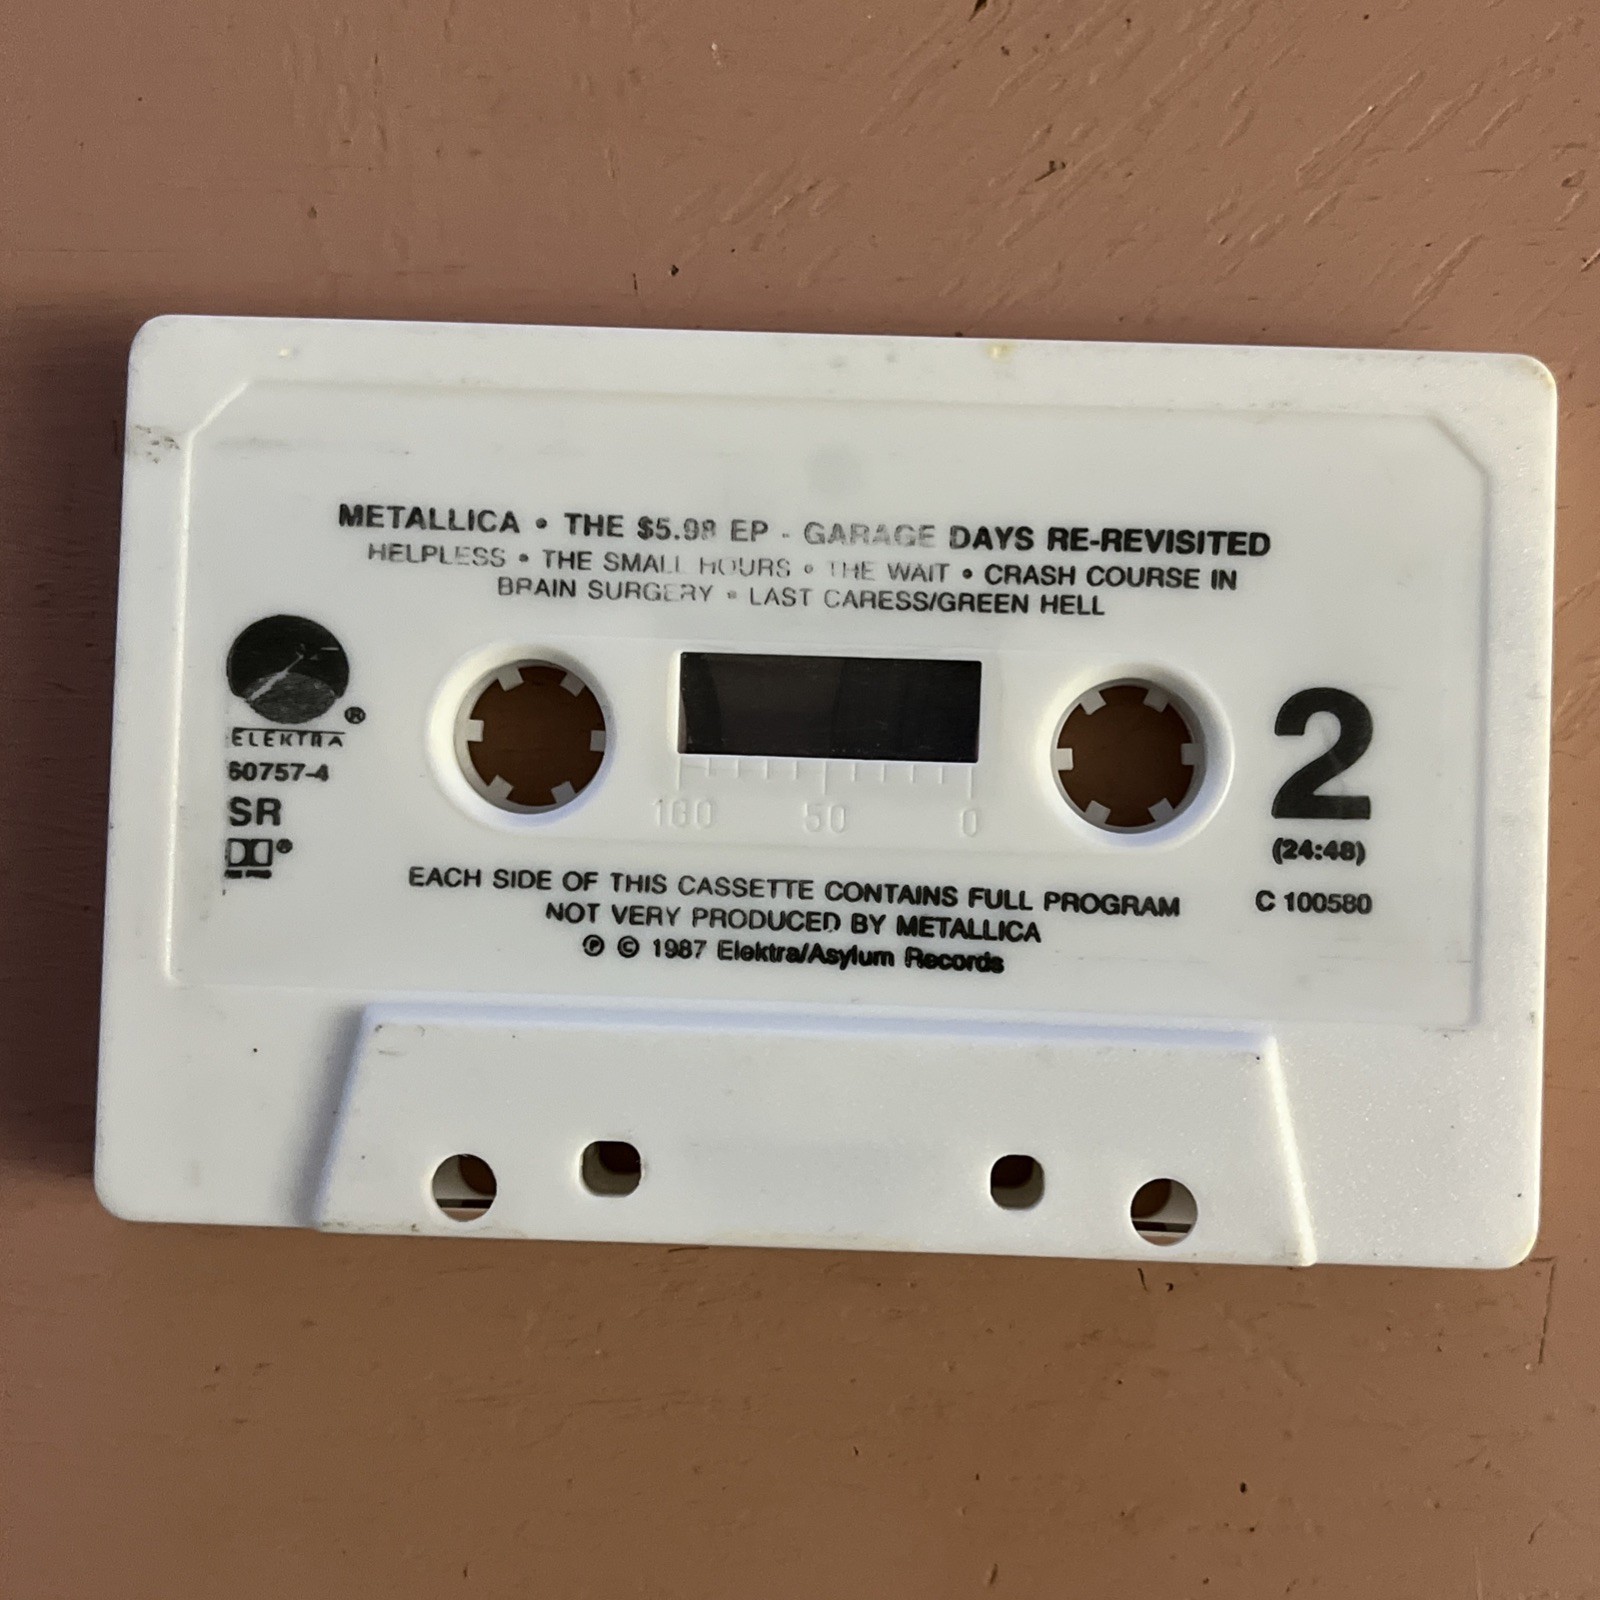 METALLICA • THE $5.98 EP - GARAGE DAYS RE-REVISITED
HELPLESS • THE SMALL HOURS • THE WAIT • CRASH COURSE IN
BRAIN SURGERY • LAST CARESS/GREEN HELL
®
ELEKTRA
60757-4
SR
®
100 50 0
2
(24:48)
C 100580
EACH SIDE OF THIS CASSETTE CONTAINS FULL PROGRAM
NOT VERY PRODUCED BY METALLICA
℗ © 1987 Elektra/Asylum Records